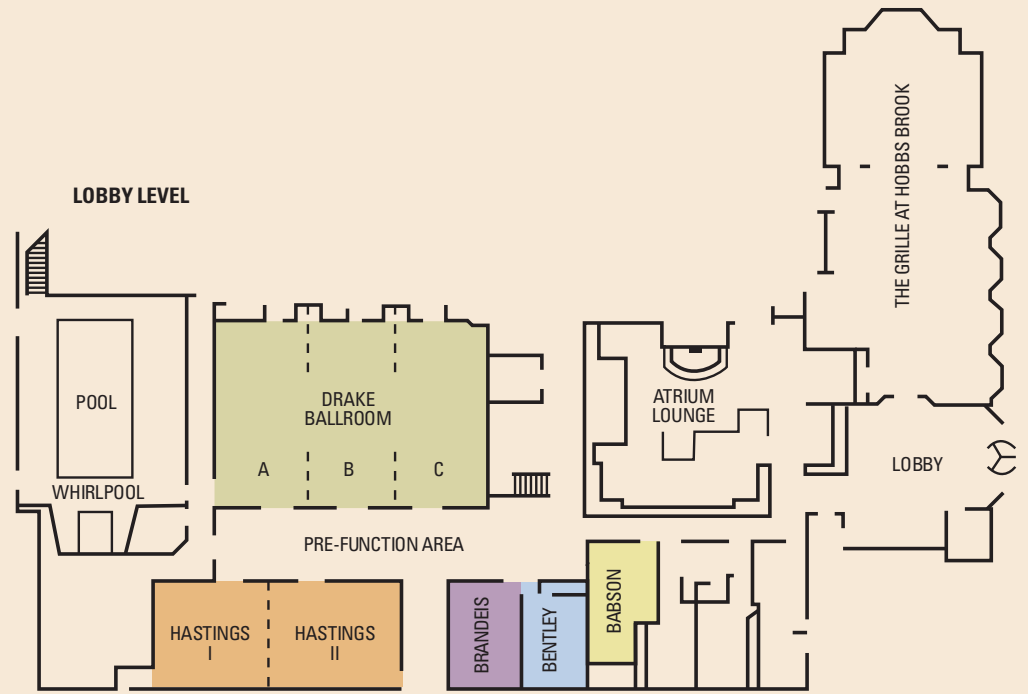 LOBBY LEVEL
THE GRILLE AT HOBBS BROOK
POOL
WHIRLPOOL
DRAKE
BALLROOM
A
B
C
ATRIUM
LOUNGE
LOBBY
PRE-FUNCTION AREA
HASTINGS
I
HASTINGS
II
BRANDEIS
BENTLEY
BABSON